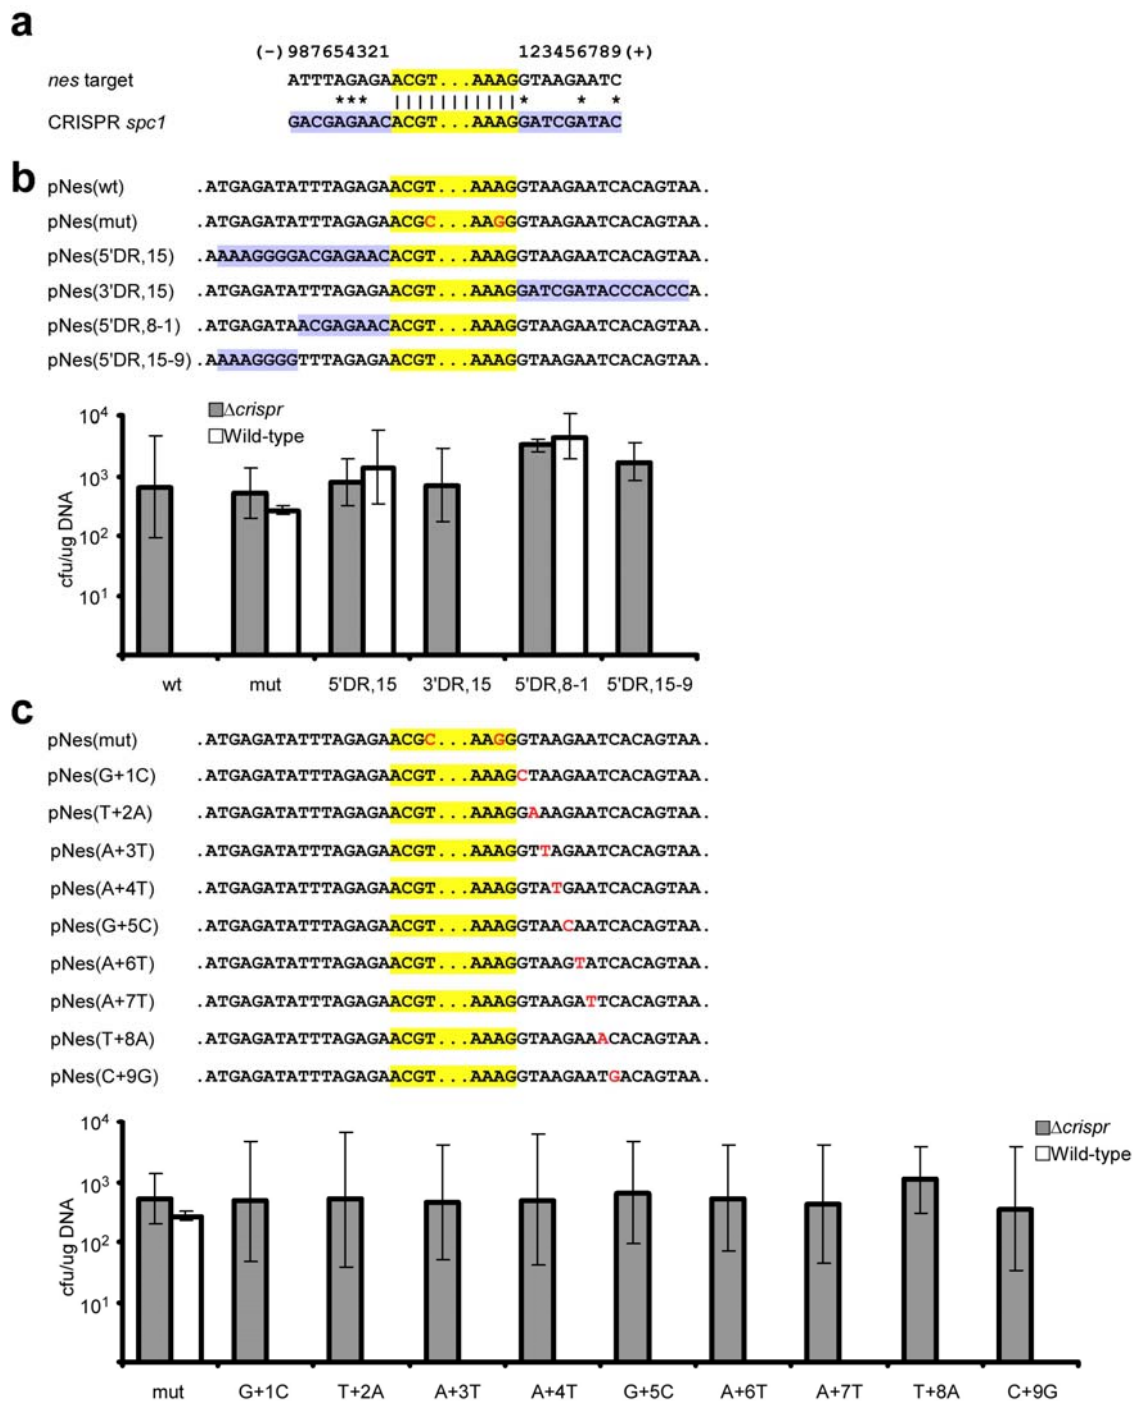 a
(-)987654321 123456789(+)
nes target ATTTAGAGAACGT...AAAGGTAAGAATC
*** ||||||||||| * * *
CRISPR spc1 GACGAGAACACGT...AAAGGATCGATAC
b
pNes(wt) .ATGAGATATTTAGAGAACGT...AAAGGTAAGAATCACAGTAA.
pNes(mut) .ATGAGATATTTAGAGAACGC...AAGGGTAAGAATCACAGTAA.
pNes(5'DR,15) .AAAAGGGGACGAGAACACGT...AAAGGTAAGAATCACAGTAA.
pNes(3'DR,15) .ATGAGATATTTAGAGAACGT...AAAGGATCGATACCCACCCA.
pNes(5'DR,8-1) .ATGAGATAACGAGAACACGT...AAAGGTAAGAATCACAGTAA.
pNes(5'DR,15-9) .AAAAGGGGTTTAGAGAACGT...AAAGGTAAGAATCACAGTAA.
Δcrispr
Wild-type
cfu/ug DNA
10⁴
10³
10²
10¹
wt mut 5'DR,15 3'DR,15 5'DR,8-1 5'DR,15-9
c
pNes(mut) .ATGAGATATTTAGAGAACGC...AAGGGTAAGAATCACAGTAA.
pNes(G+1C) .ATGAGATATTTAGAGAACGT...AAAGCTAAGAATCACAGTAA.
pNes(T+2A) .ATGAGATATTTAGAGAACGT...AAAGGAAAGAATCACAGTAA.
pNes(A+3T) .ATGAGATATTTAGAGAACGT...AAAGGTTAGAATCACAGTAA.
pNes(A+4T) .ATGAGATATTTAGAGAACGT...AAAGGTATGAATCACAGTAA.
pNes(G+5C) .ATGAGATATTTAGAGAACGT...AAAGGTAACAATCACAGTAA.
pNes(A+6T) .ATGAGATATTTAGAGAACGT...AAAGGTAAGTATCACAGTAA.
pNes(A+7T) .ATGAGATATTTAGAGAACGT...AAAGGTAAGATTCACAGTAA.
pNes(T+8A) .ATGAGATATTTAGAGAACGT...AAAGGTAAGAAACACAGTAA.
pNes(C+9G) .ATGAGATATTTAGAGAACGT...AAAGGTAAGAATGACAGTAA.
Δcrispr
Wild-type
cfu/ug DNA
10⁴
10³
10²
10¹
mut G+1C T+2A A+3T A+4T G+5C A+6T A+7T T+8A C+9G